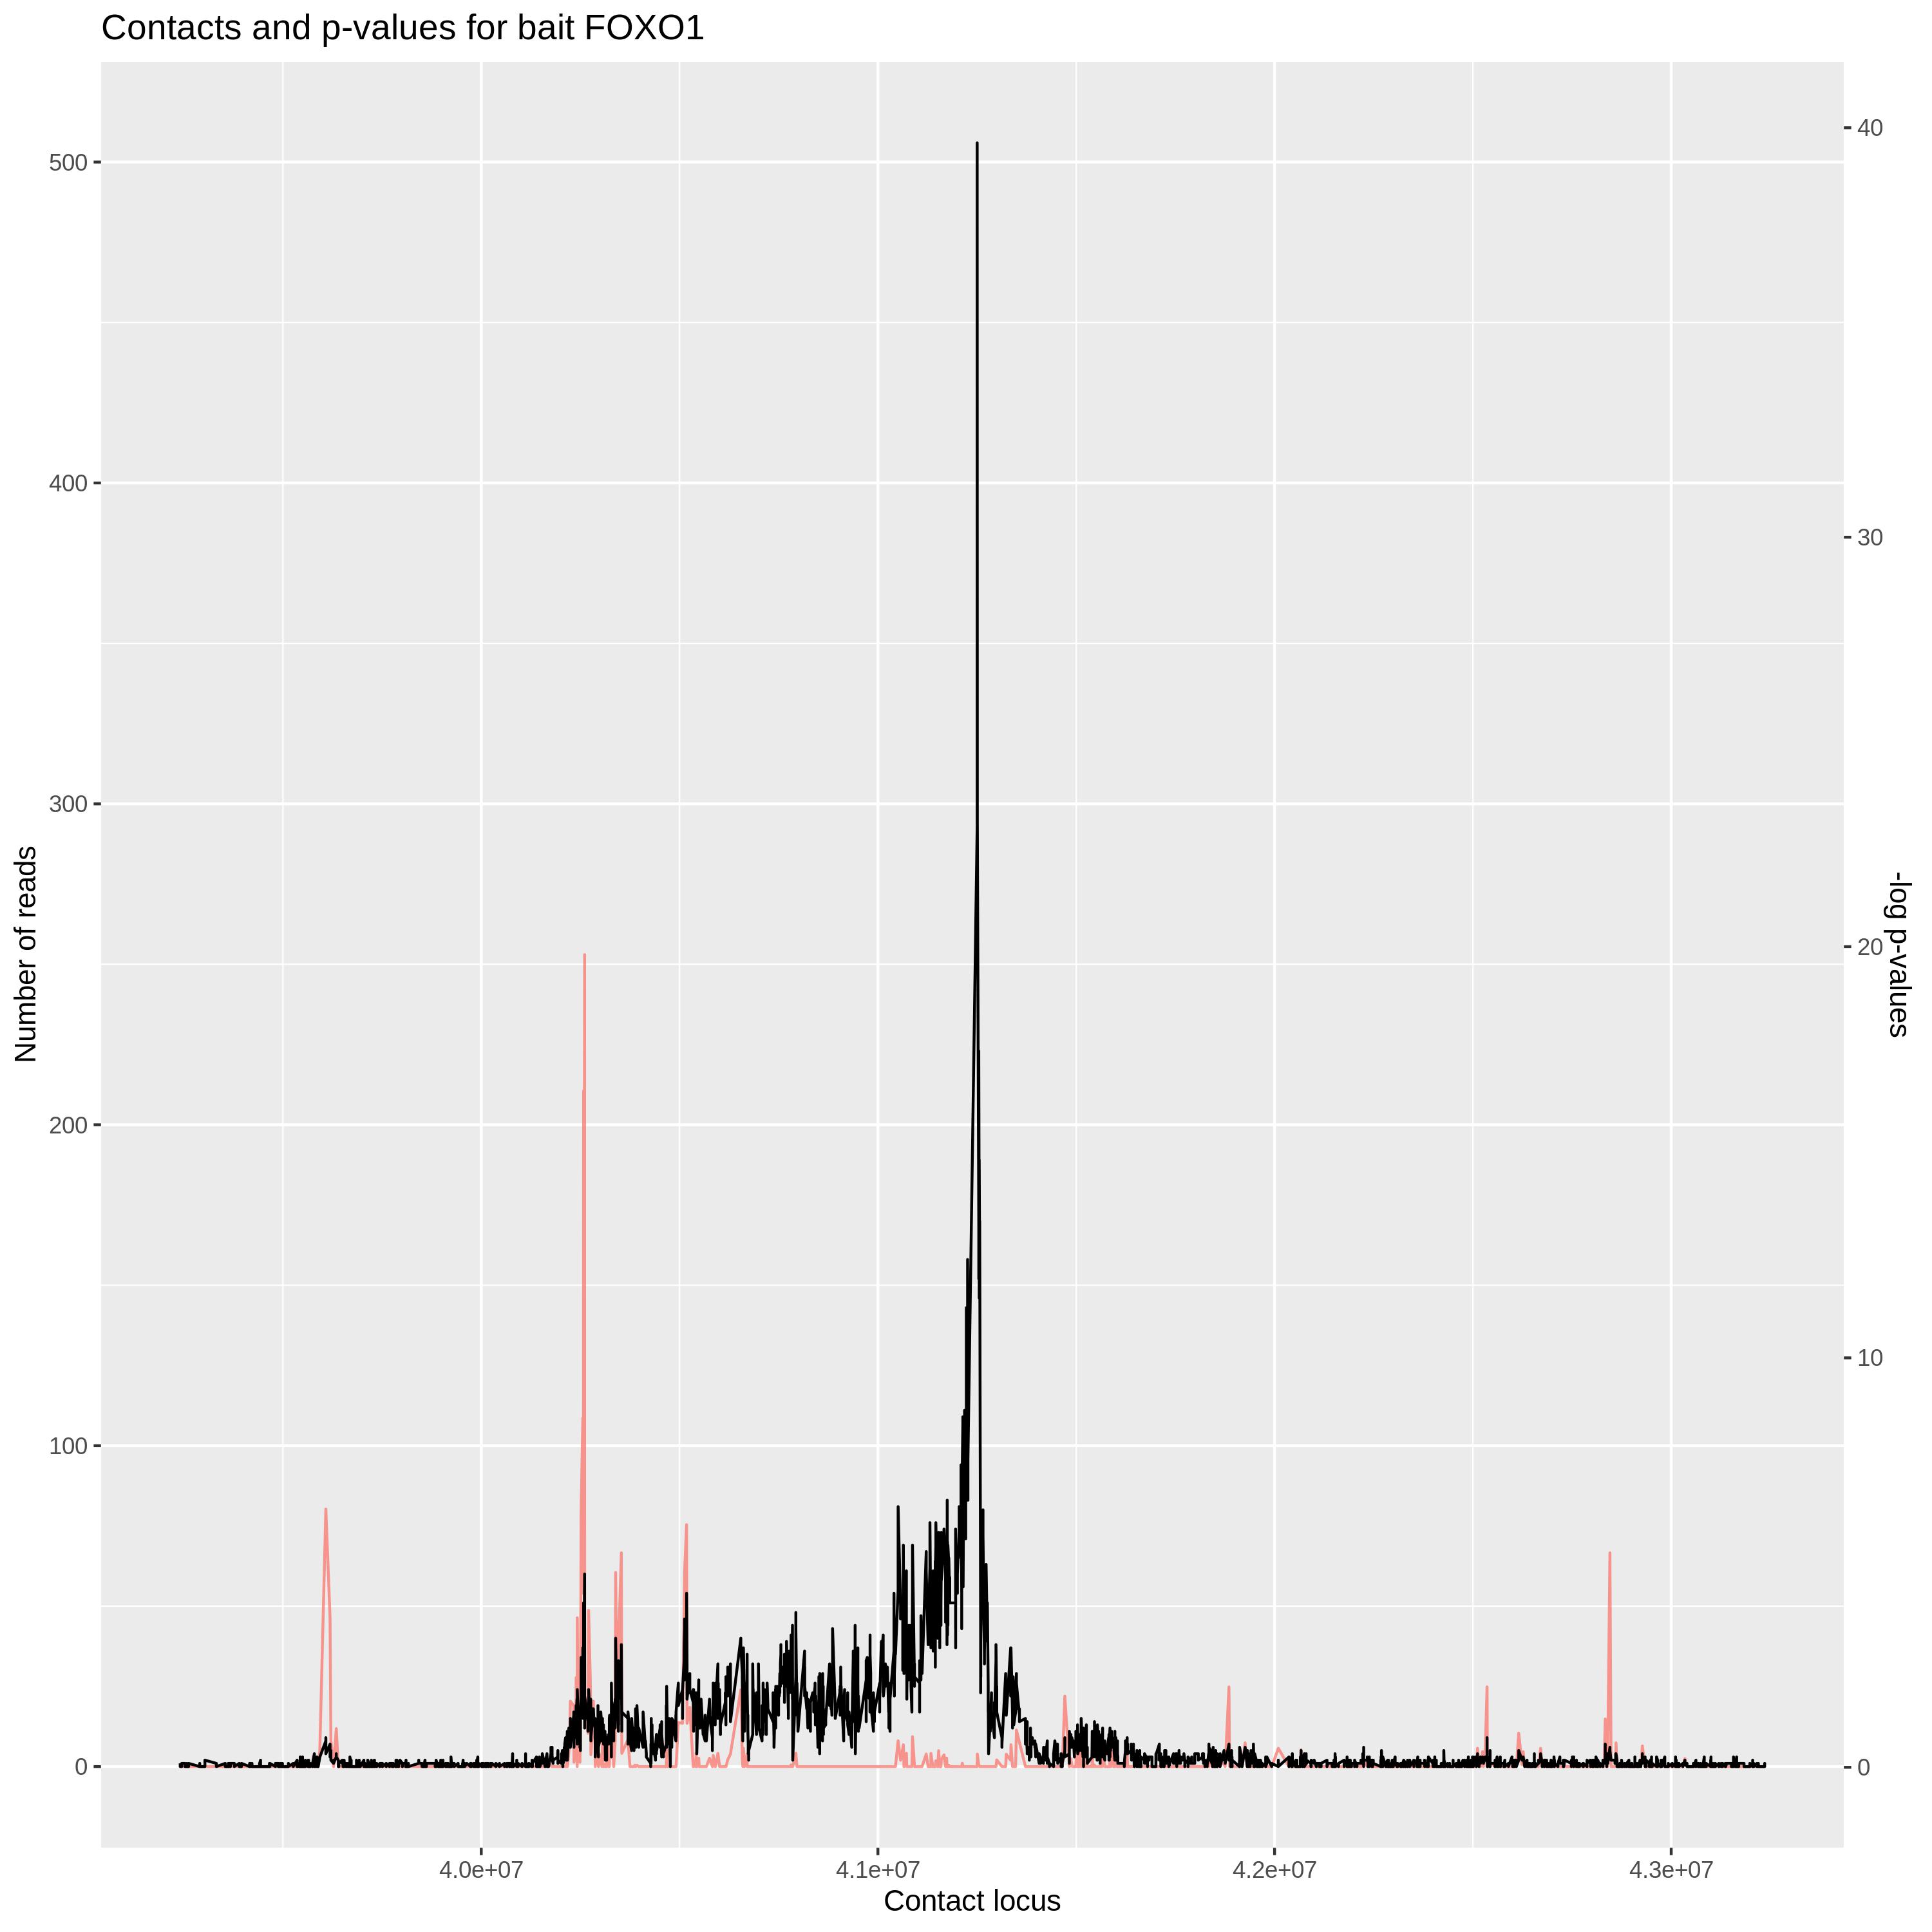 Contacts and p-values for bait FOXO1
Number of reads
500
400
300
200
100
0
40
30
20
10
0
-log p-values
4.0e+07
4.1e+07
4.2e+07
4.3e+07
Contact locus